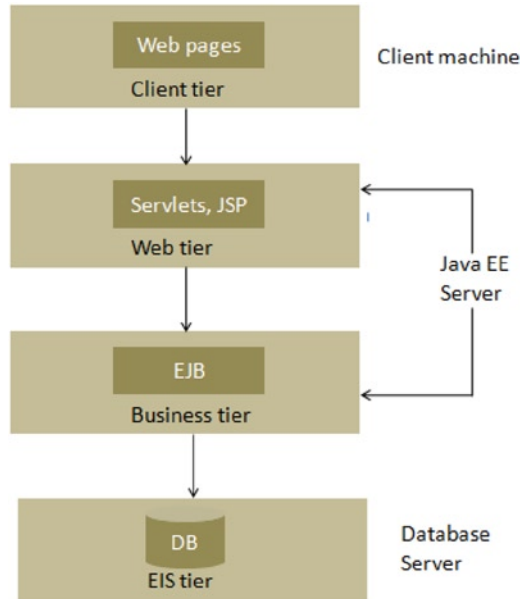 Web pages
Client tier
Client machine
Servlets, JSP
Web tier
Java EE
Server
EJB
Business tier
DB
EIS tier
Database
Server